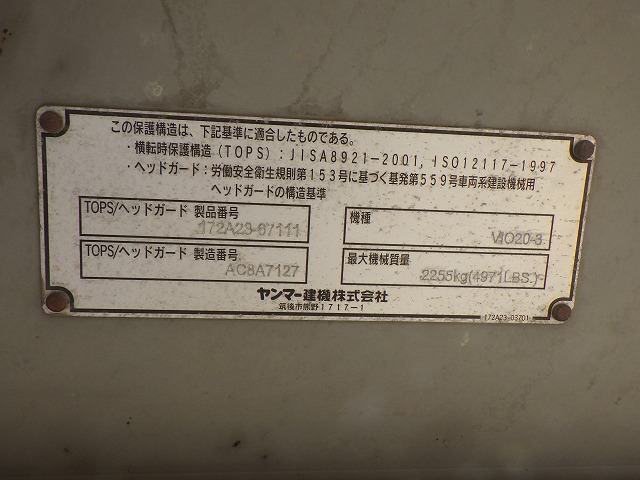 この保護構造は、下記基準に適合したものである。
・横転時保護構造(TOPS):JISA8921-2001, ISO12117-1997
・ヘッドガード:労働安全衛生規則第153号に基づく基発第559号車両系建設機械用
ヘッドガードの構造基準
TOPS/ヘッドガード 製品番号
172A23-67111
機種
ViO20-3
TOPS/ヘッドガード 製造番号
AC8A7127
最大機械質量
2255kg(4971LBS.)
ヤンマー建機株式会社
筑後市熊野1717-1
172A23-03701